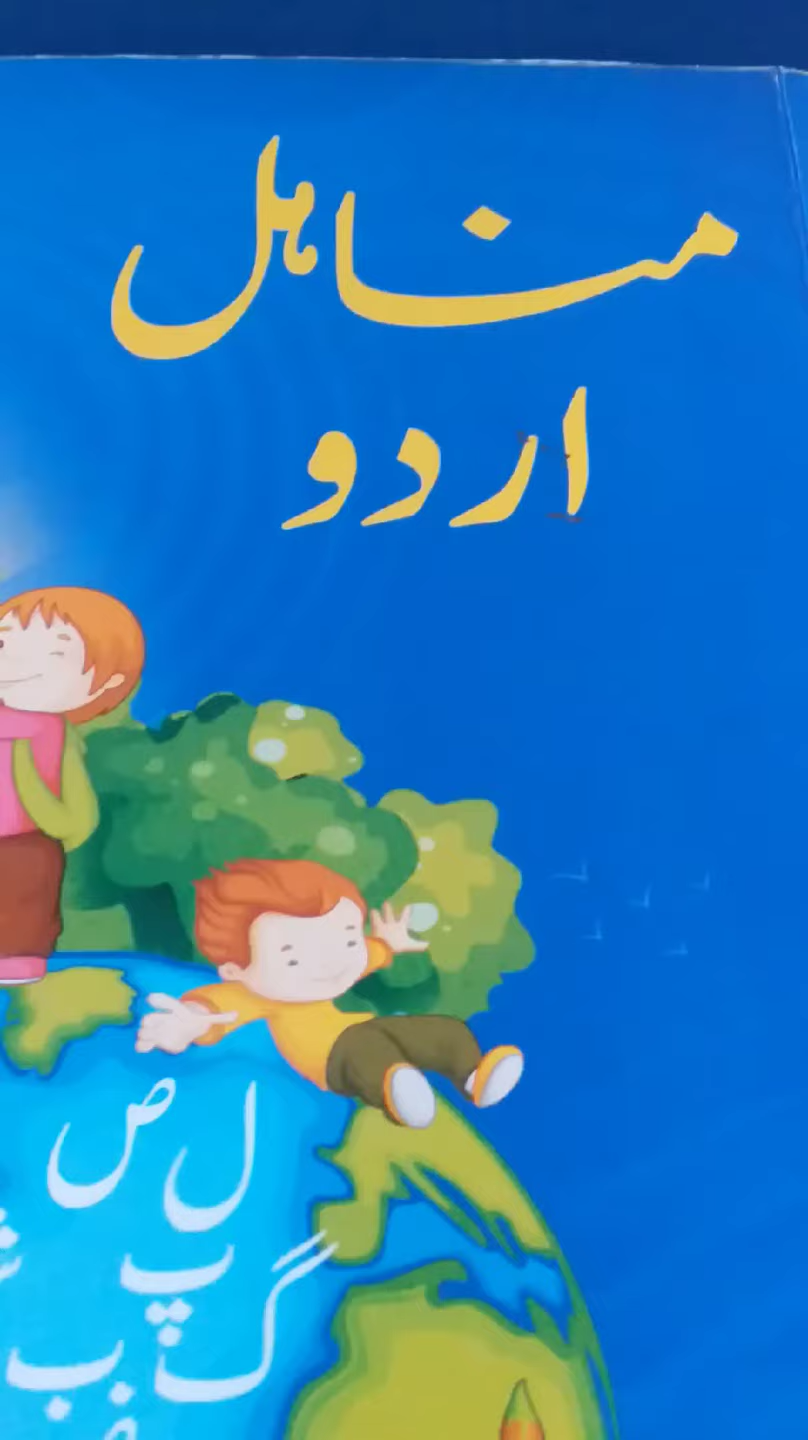 مناہل
اردو
ل ص
پ
گ ب